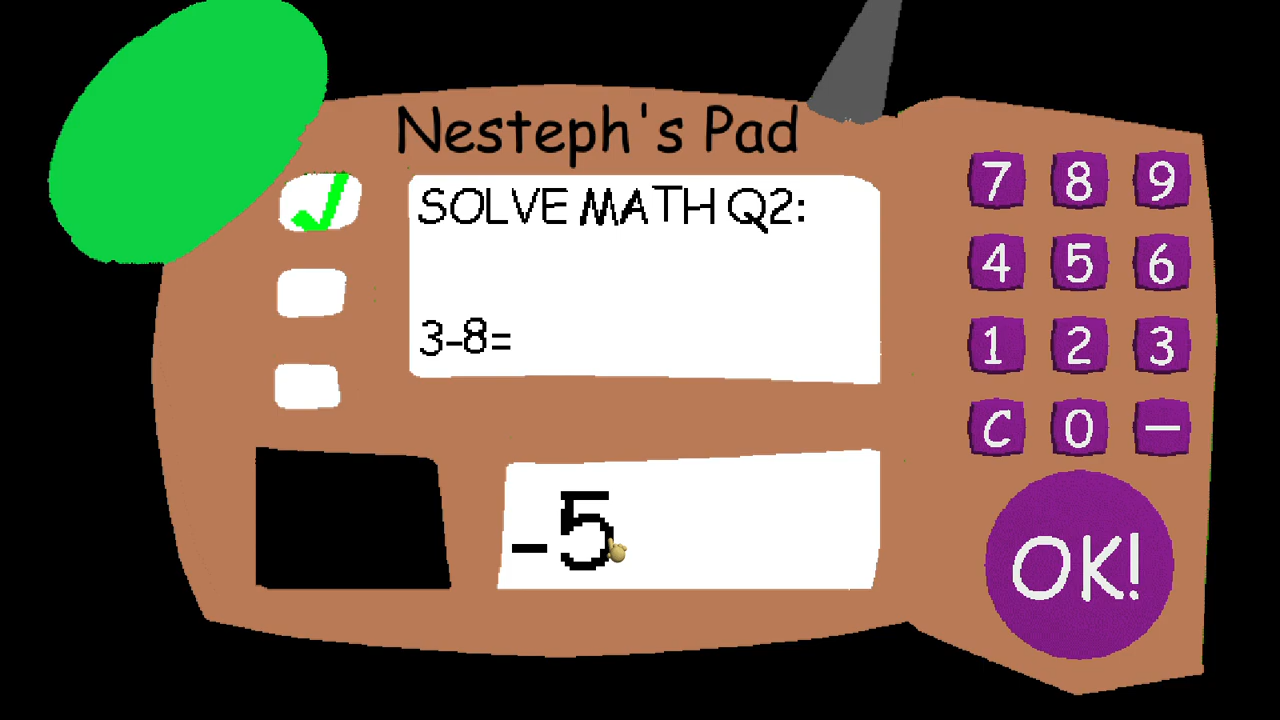 Nesteph's Pad
SOLVE MATH Q2:
3-8=
-5
7 8 9
4 5 6
1 2 3
C 0 -
OK!